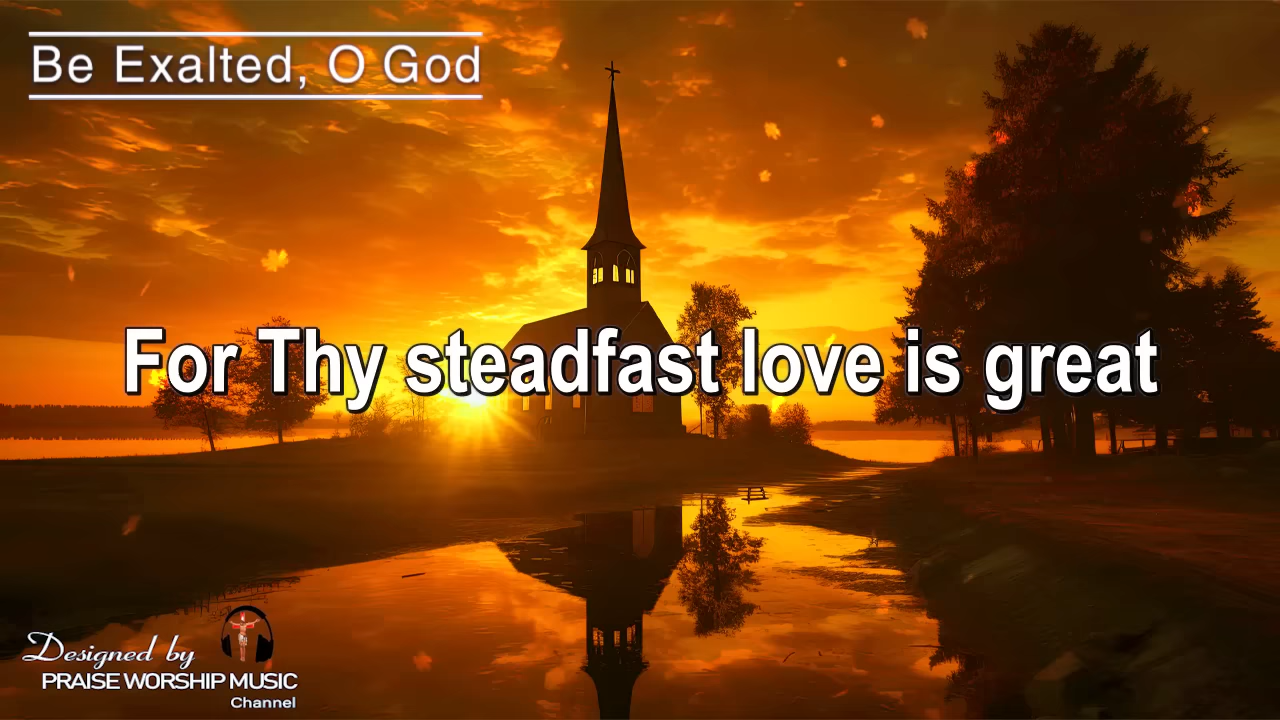 Be Exalted, O God
For Thy steadfast love is great
Designed by
PRAISE WORSHIP MUSIC
Channel